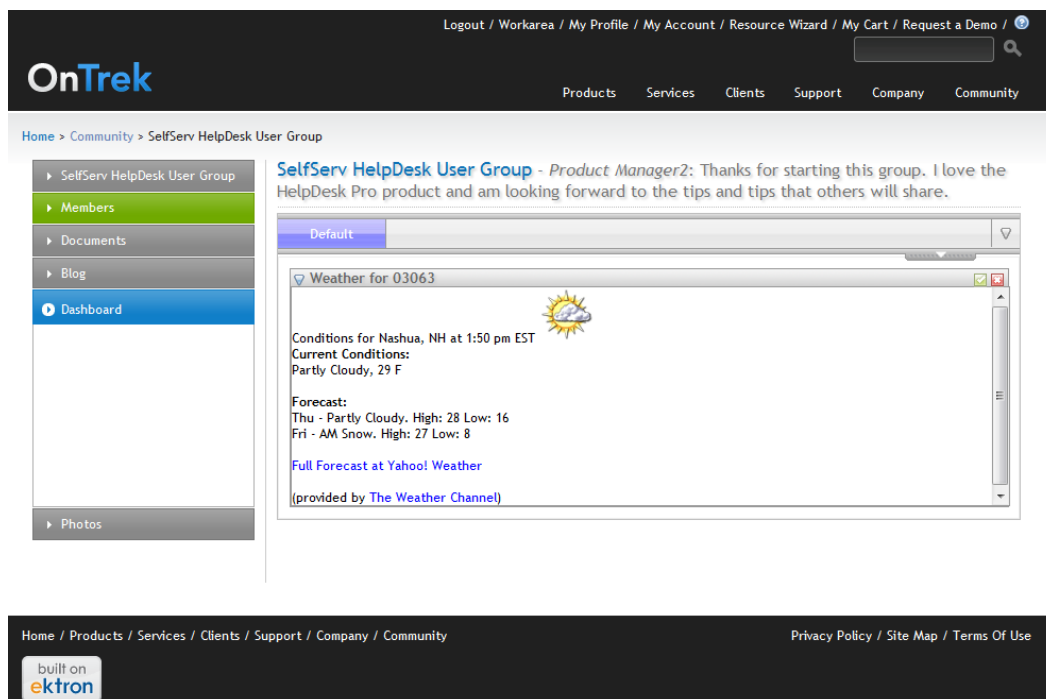 Logout / Workarea / My Profile / My Account / Resource Wizard / My Cart / Request a Demo /
OnTrek
Products Services Clients Support Company Community
Home > Community > SelfServ HelpDesk User Group
SelfServ HelpDesk User Group
Members
Documents
Blog
Dashboard
Photos
SelfServ HelpDesk User Group - Product Manager2: Thanks for starting this group. I love the
HelpDesk Pro product and am looking forward to the tips and tips that others will share.
Default
Weather for 03063
Conditions for Nashua, NH at 1:50 pm EST
Current Conditions:
Partly Cloudy, 29 F
Forecast:
Thu - Partly Cloudy. High: 28 Low: 16
Fri - AM Snow. High: 27 Low: 8
Full Forecast at Yahoo! Weather
(provided by The Weather Channel)
Home / Products / Services / Clients / Support / Company / Community
Privacy Policy / Site Map / Terms Of Use
built on
ektron